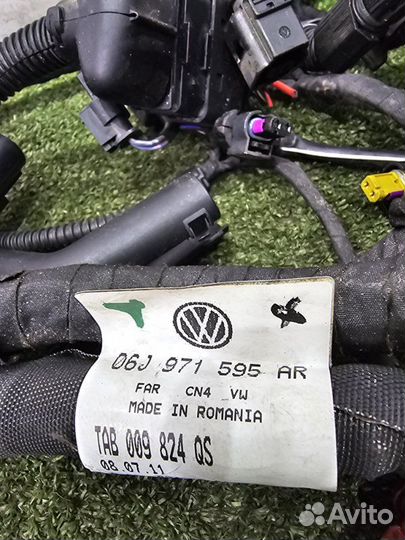 06J 971 595 AR
FAR CN4 VW
MADE IN ROMANIA
TAB 009 824 QS
08.07.11
Avito